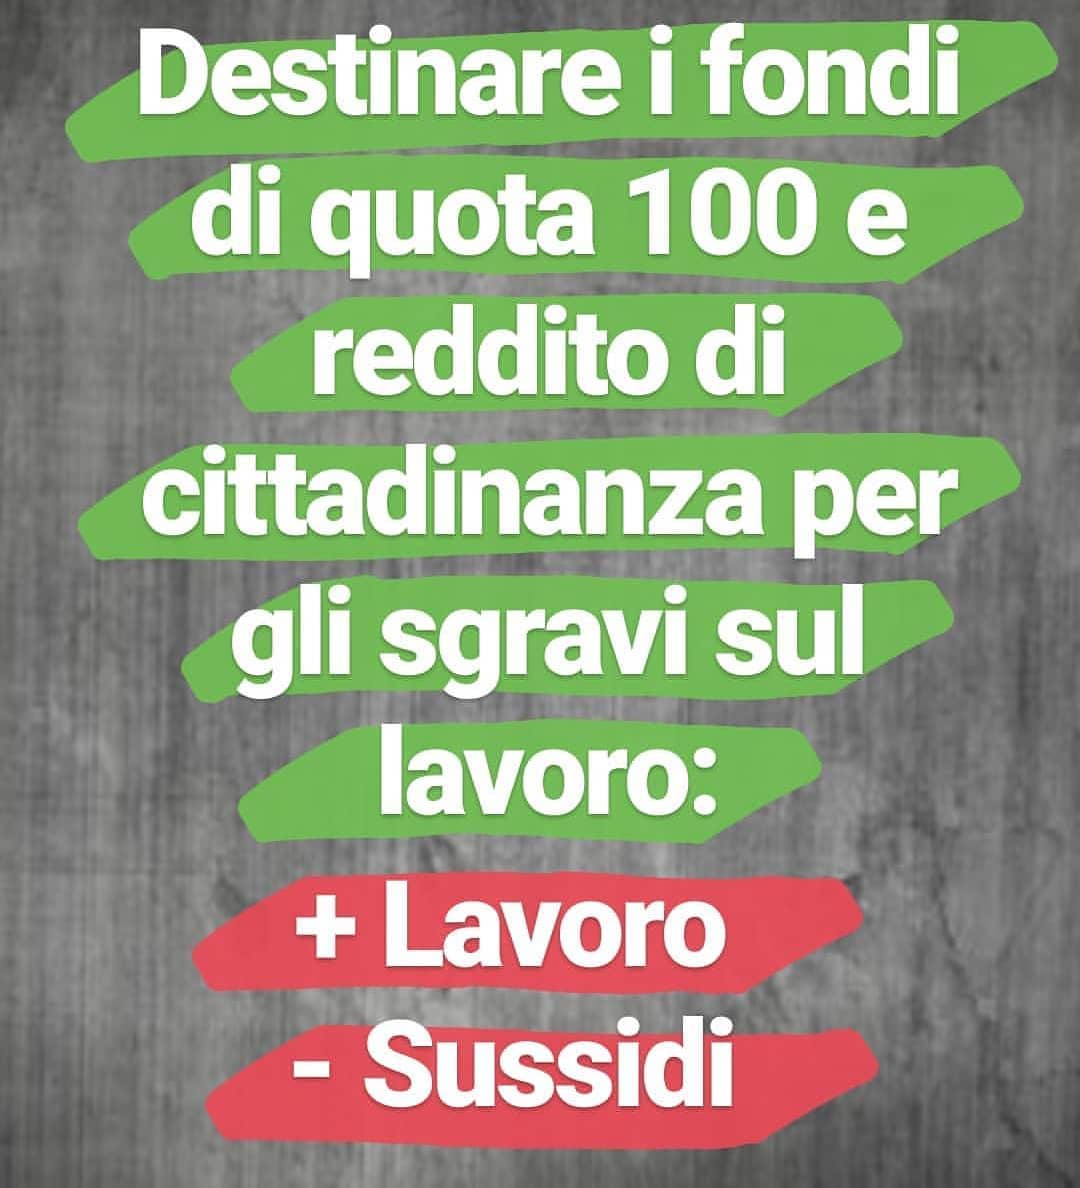 Destinare i fondi
di quota 100 e
reddito di
cittadinanza per
gli sgravi sul
lavoro:
+ Lavoro
- Sussidi